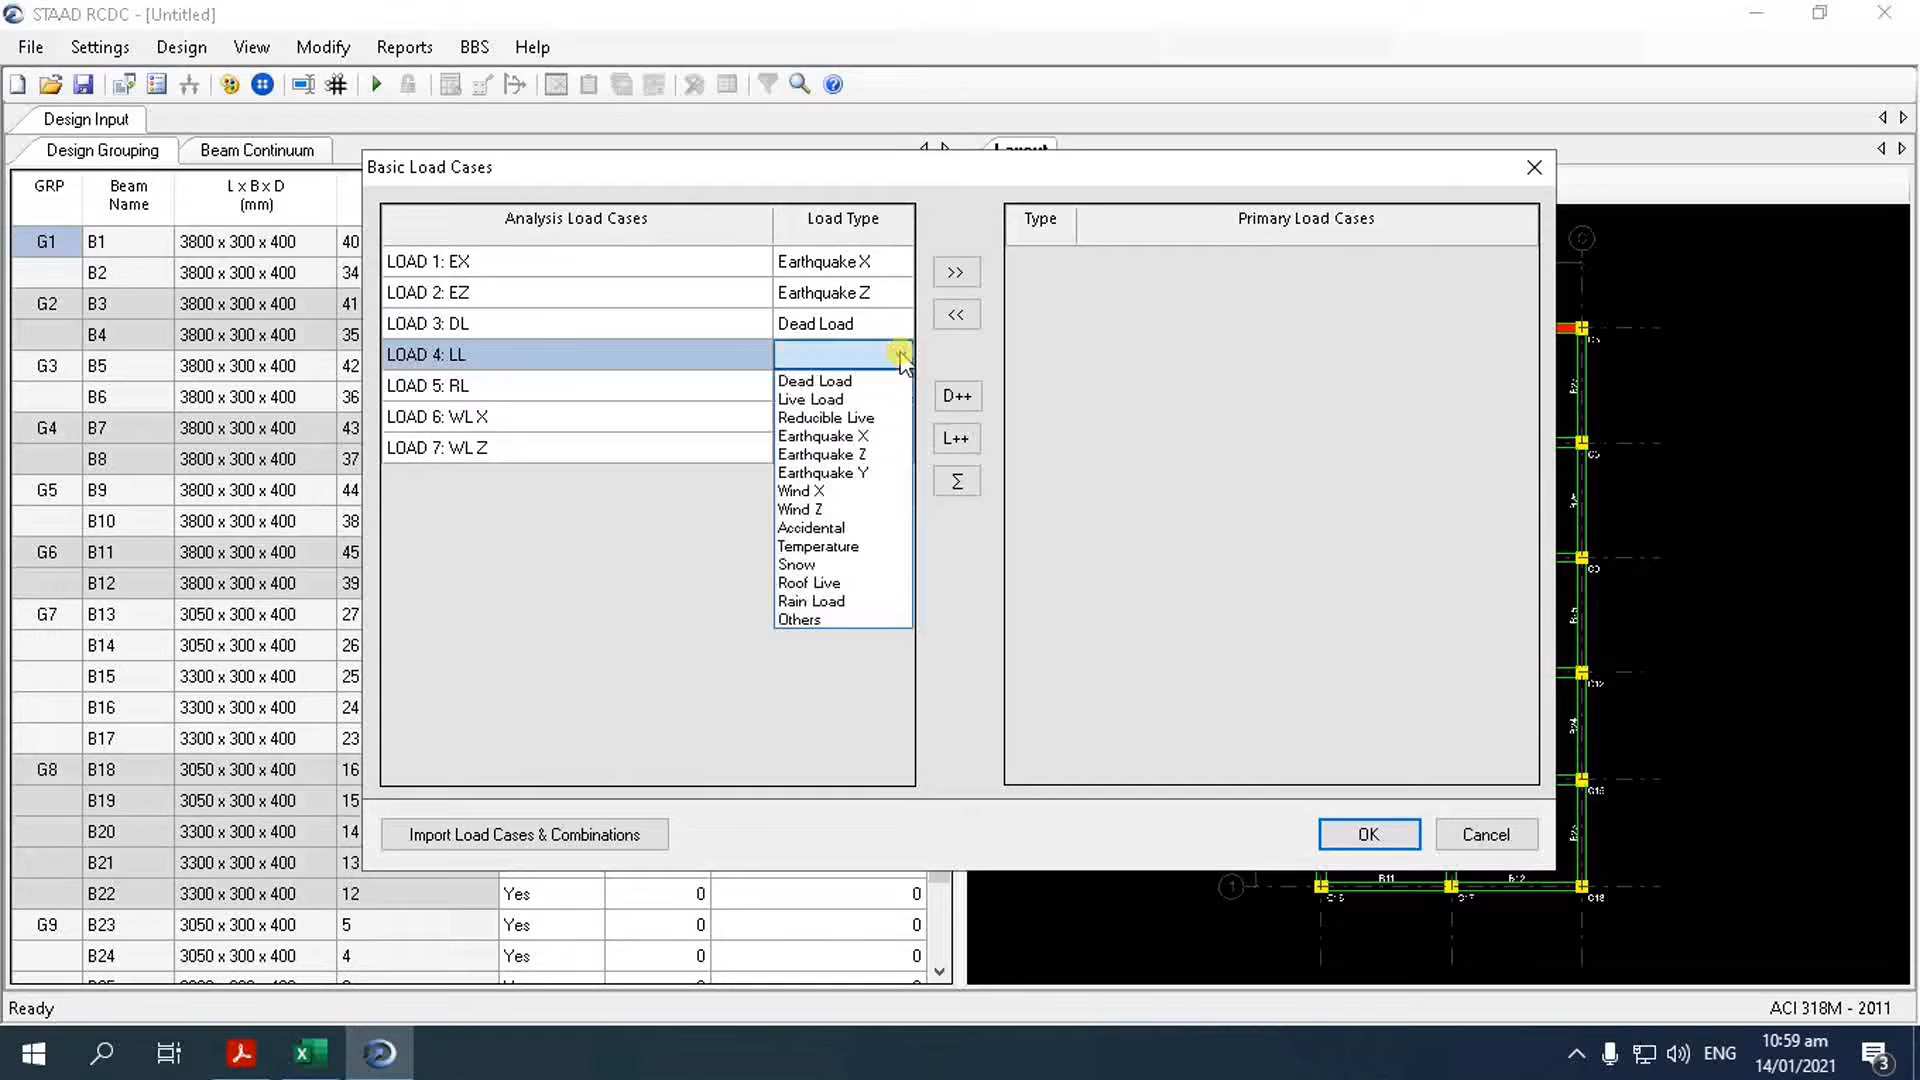 STAAD RCDC - [Untitled]
File Settings Design View Modify Reports BBS Help
Design Input
Design Grouping Beam Continuum
Layout
GRP Beam Name L x B x D (mm)
G1 B1 3800 x 300 x 400 40
B2 3800 x 300 x 400 34
G2 B3 3800 x 300 x 400 41
B4 3800 x 300 x 400 35
G3 B5 3800 x 300 x 400 42
B6 3800 x 300 x 400 36
G4 B7 3800 x 300 x 400 43
B8 3800 x 300 x 400 37
G5 B9 3800 x 300 x 400 44
B10 3800 x 300 x 400 38
G6 B11 3800 x 300 x 400 45
B12 3800 x 300 x 400 39
G7 B13 3050 x 300 x 400 27
B14 3050 x 300 x 400 26
B15 3300 x 300 x 400 25
B16 3300 x 300 x 400 24
B17 3300 x 300 x 400 23
G8 B18 3050 x 300 x 400 16
B19 3050 x 300 x 400 15
B20 3300 x 300 x 400 14
B21 3300 x 300 x 400 13
B22 3300 x 300 x 400 12 Yes 0 0
G9 B23 3050 x 300 x 400 5 Yes 0 0
B24 3050 x 300 x 400 4 Yes 0 0
Basic Load Cases
Analysis Load Cases Load Type
LOAD 1: EX Earthquake X
LOAD 2: EZ Earthquake Z
LOAD 3: DL Dead Load
LOAD 4: LL
LOAD 5: RL
LOAD 6: WL X
LOAD 7: WL Z
Dead Load
Live Load
Reducible Live
Earthquake X
Earthquake Z
Earthquake Y
Wind X
Wind Z
Accidental
Temperature
Snow
Roof Live
Rain Load
Others
>>
<<
D++
L++
Σ
Type Primary Load Cases
Import Load Cases & Combinations
OK Cancel
1 B11 B12
C17 C18
Ready
ACI 318M - 2011
ENG
10:59 am
14/01/2021
3